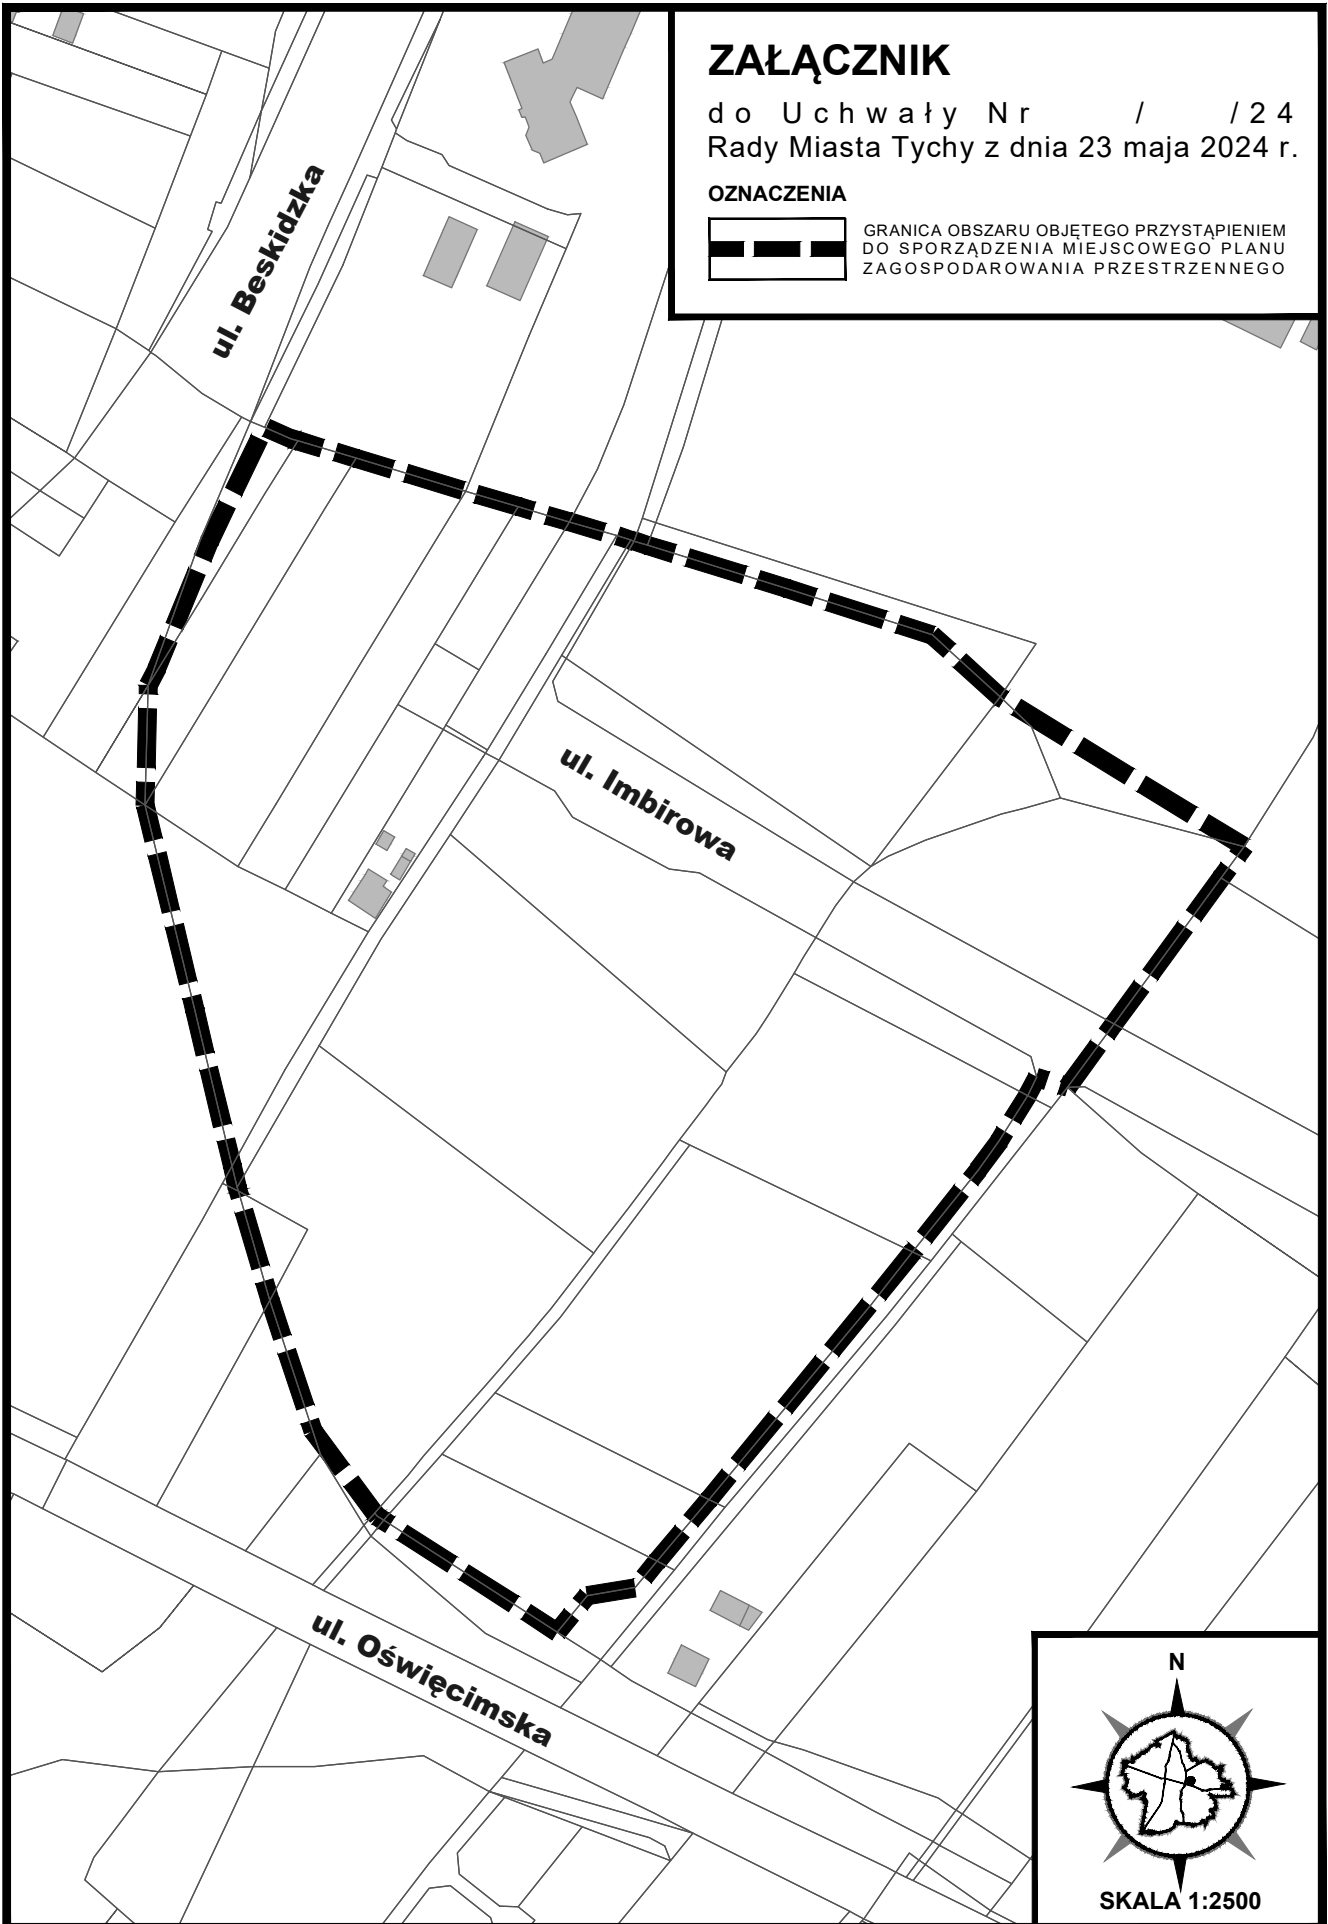 ZAŁĄCZNIK
do Uchwały Nr / /24
Rady Miasta Tychy z dnia 23 maja 2024 r.
OZNACZENIA
GRANICA OBSZARU OBJĘTEGO PRZYSTĄPIENIEM
DO SPORZĄDZENIA MIEJSCOWEGO PLANU
ZAGOSPODAROWANIA PRZESTRZENNEGO
ul. Beskidzka
ul. Imbirowa
ul. Oświęcimska
N
SKALA 1:2500